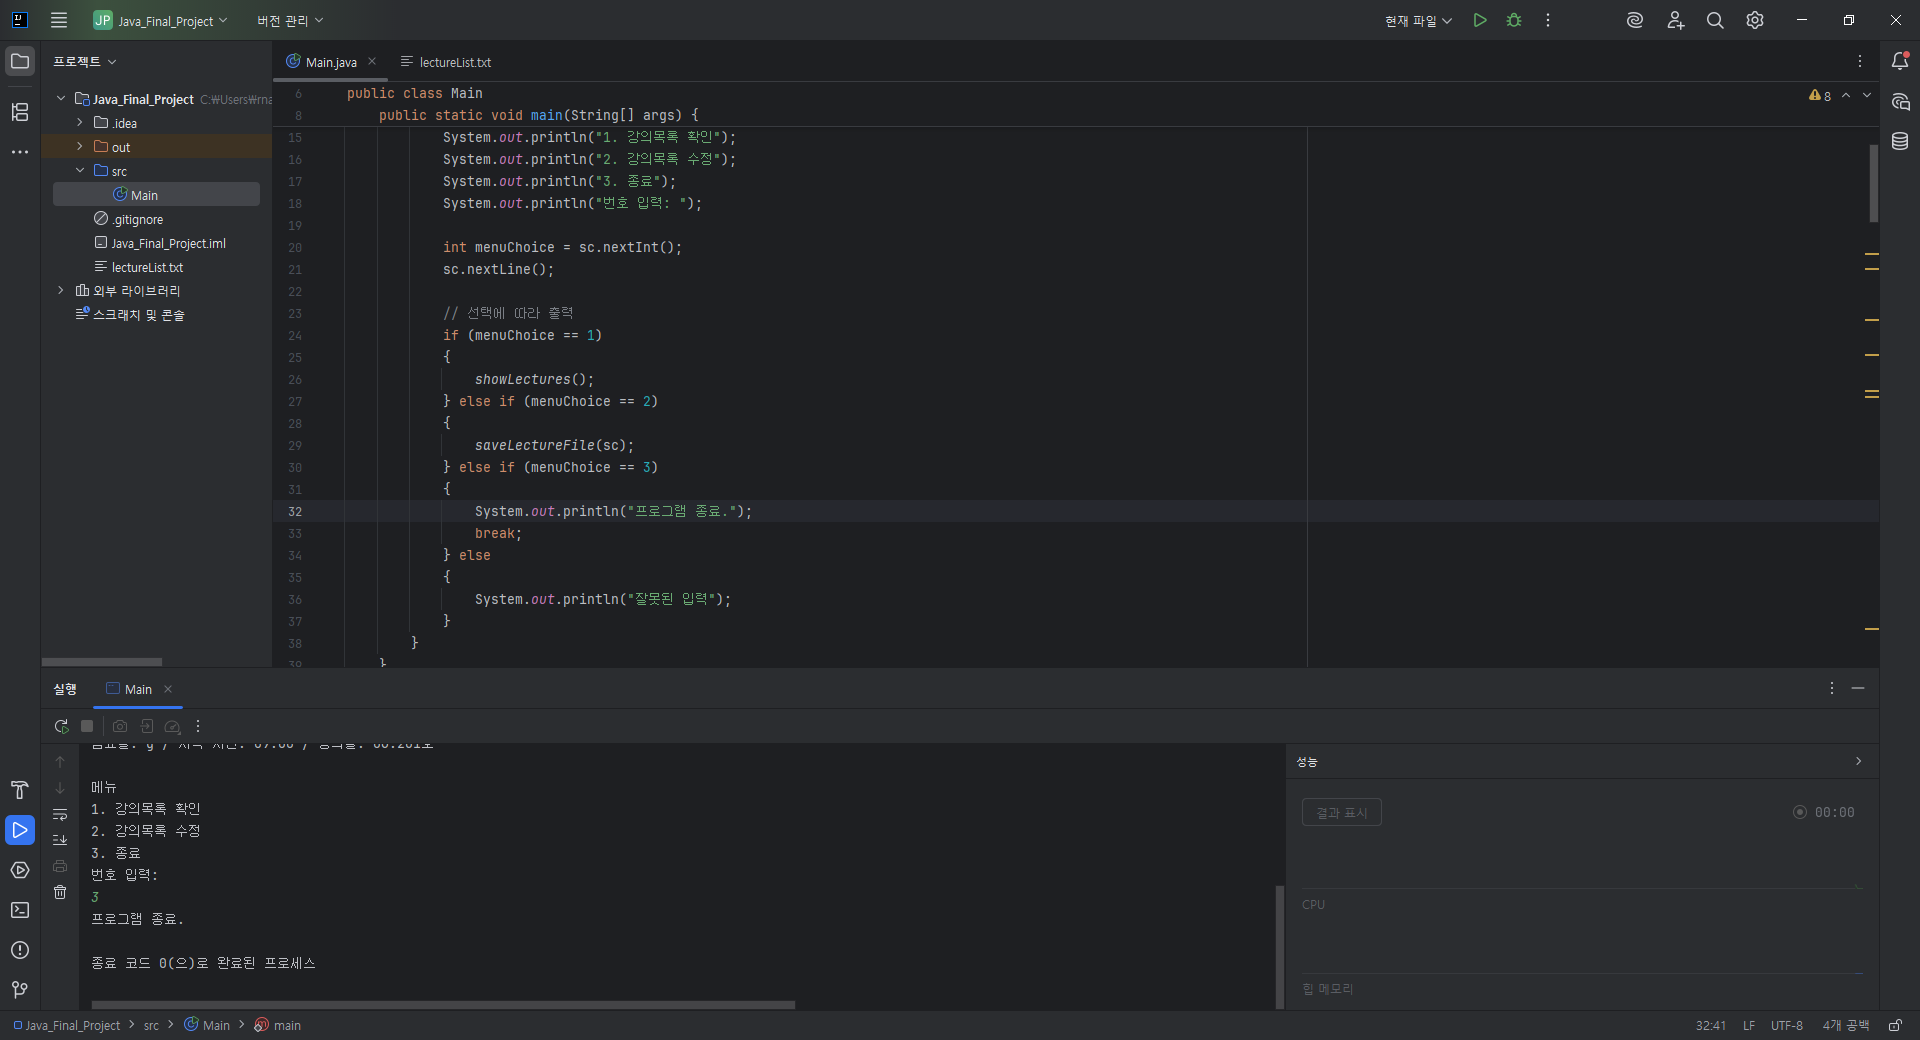 JP Java_Final_Project 버전 관리 현재 파일
프로젝트
Main.java lectureList.txt
Java_Final_Project C:₩Users₩rna
.idea
out
src
Main
.gitignore
Java_Final_Project.iml
lectureList.txt
외부 라이브러리
스크래치 및 콘솔
8
6 public class Main
8 public static void main(String[] args) {
15 System.out.println("1. 강의목록 확인");
16 System.out.println("2. 강의목록 수정");
17 System.out.println("3. 종료");
18 System.out.println("번호 입력: ");
19
20 int menuChoice = sc.nextInt();
21 sc.nextLine();
22
23 // 선택에 따라 출력
24 if (menuChoice == 1)
25 {
26 showLectures();
27 } else if (menuChoice == 2)
28 {
29 saveLectureFile(sc);
30 } else if (menuChoice == 3)
31 {
32 System.out.println("프로그램 종료.");
33 break;
34 } else
35 {
36 System.out.println("잘못된 입력");
37 }
38 }
39 }
실행 Main
메뉴
1. 강의목록 확인
2. 강의목록 수정
3. 종료
번호 입력:
3
프로그램 종료.
종료 코드 0(으)로 완료된 프로세스
성능
결과 표시 00:00
CPU
힙 메모리
Java_Final_Project > src > Main > main 32:41 LF UTF-8 4개 공백